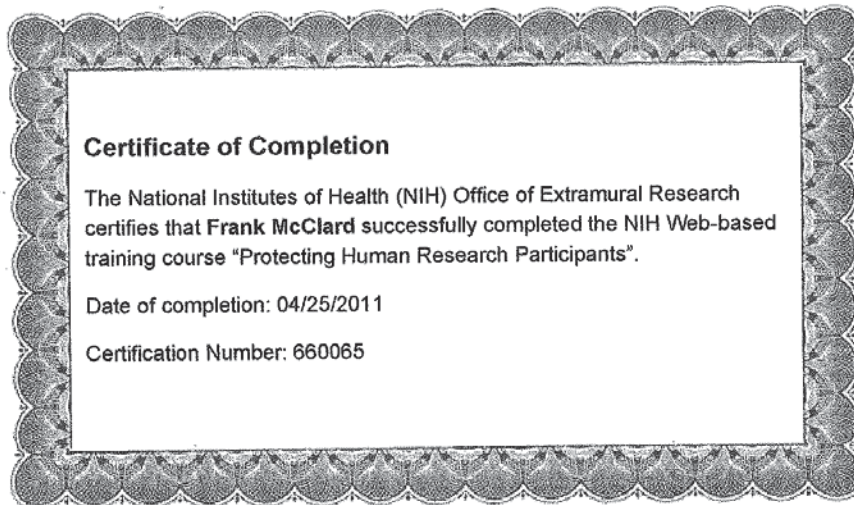 Certificate of Completion
The National Institutes of Health (NIH) Office of Extramural Research
certifies that Frank McClard successfully completed the NIH Web-based
training course “Protecting Human Research Participants”.
Date of completion: 04/25/2011
Certification Number: 660065